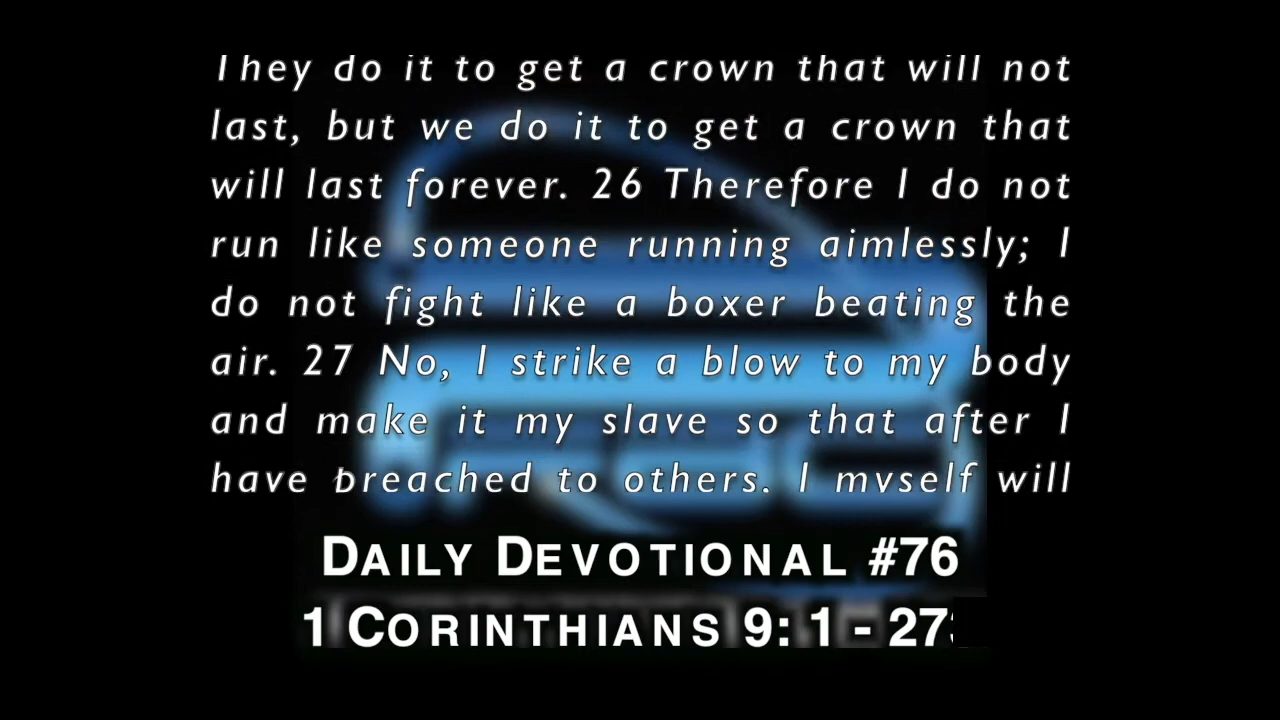 They do it to get a crown that will not
last, but we do it to get a crown that
will last forever. 26 Therefore I do not
run like someone running aimlessly; I
do not fight like a boxer beating the
air. 27 No, I strike a blow to my body
and make it my slave so that after I
have preached to others, I myself will
DAILY DEVOTIONAL #76
1 CORINTHIANS 9: 1 - 27